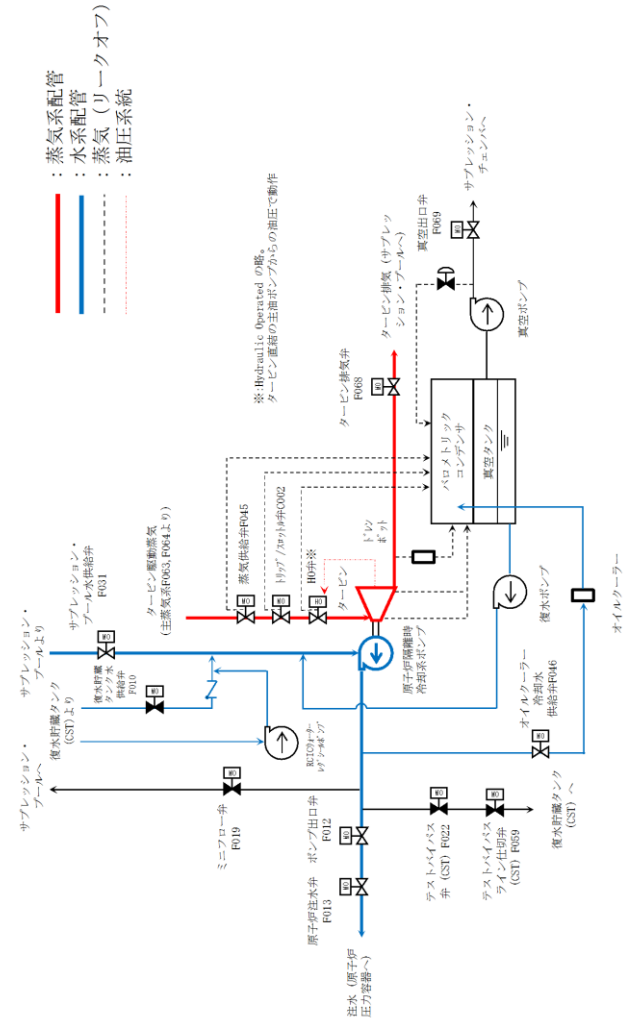 ：蒸気系配管
：水系配管
：蒸気（リークオフ）
：油圧系統
※:Hydraulic Operated の略。
タービン直結の主油ポンプからの油圧で動作
サプレッション・
プールへ
復水貯蔵タンク
(CST)より
サプレッション・
プールより
サプレッション・
プール水供給弁
F031
タービン駆動蒸気
(主蒸気系F063,F064より)
復水貯蔵
タンク水
供給弁
F010
MO
MO
ミニフロー弁
F019
MO
RCICウォーター
レグシールポンプ
蒸気供給弁F045
MO
トリップ/スロットル弁C002
MO
HO弁※
HO
タービン
原子炉隔離時
冷却系ポンプ
タービン排気弁
F068
MO
タービン排気 (サプレッ
ション・プールへ)
ドレン
ポット
バロメトリック
コンデンサ
真空タンク
真空ポンプ
真空出口弁
F069
MO
サプレッション・
チェンバへ
復水ポンプ
オイルクーラー
オイルクーラー
冷却水
供給弁F046
MO
ポンプ出口弁
F012
MO
原子炉注水弁
F013
MO
注水 (原子炉
圧力容器へ)
テストバイパス
弁 (CST) F022
MO
テストバイパス
ライン仕切弁
(CST) F059
MO
復水貯蔵タンク
(CST) へ